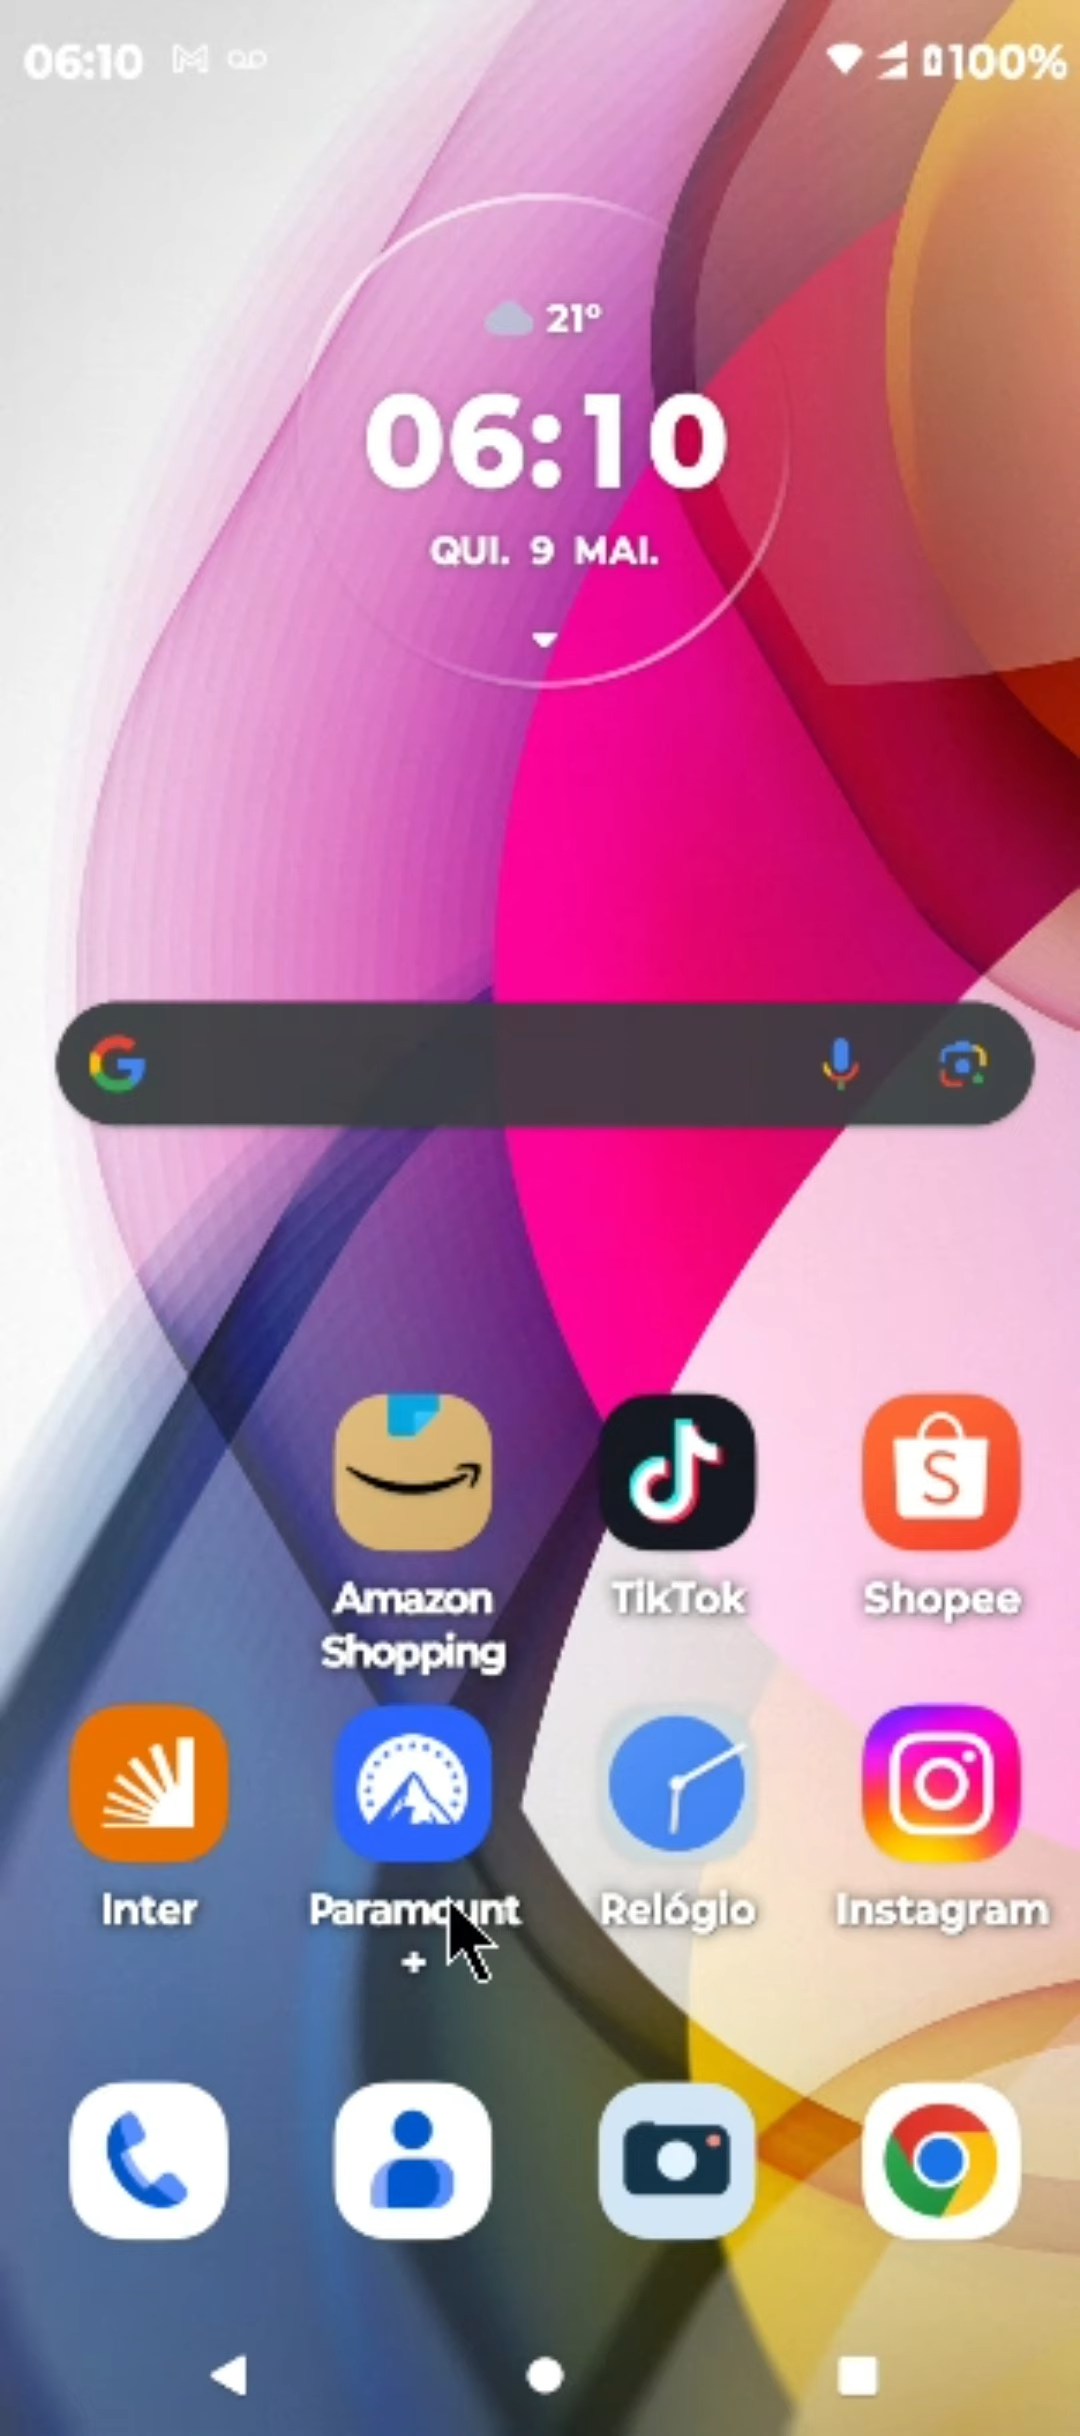 06:10
100%
21°
06:10
QUI. 9 MAI.
Amazon
Shopping
TikTok
Shopee
Inter
Paramount
+
Relógio
Instagram